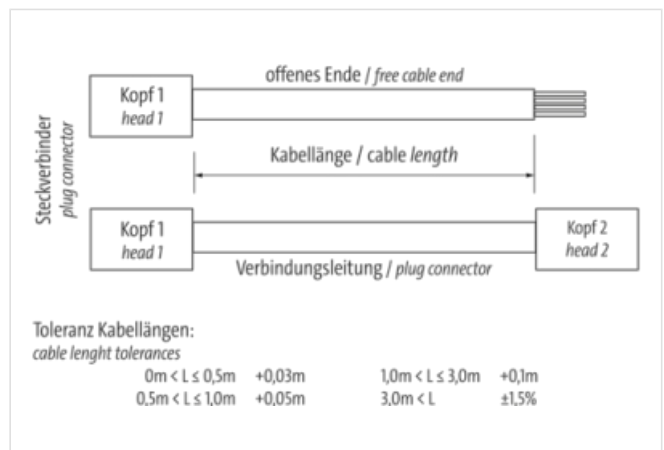 offenes Ende / free cable end
Kopf 1
head 1
Steckverbinder
plug connector
Kabellänge / cable length
Kopf 1
head 1
Kopf 2
head 2
Verbindungsleitung / plug connector
Toleranz Kabellängen:
cable lenght tolerances
0m < L ≤ 0,5m +0,03m 1,0m < L ≤ 3,0m +0,1m
0,5m < L ≤ 1,0m +0,05m 3,0m < L ±1,5%